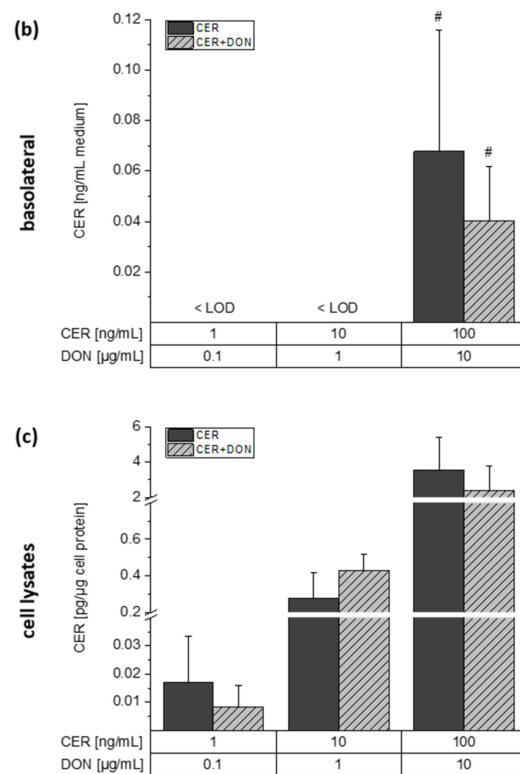 (b)
basolateral
CER [ng/mL medium]
0.12
0.10
0.08
0.06
0.04
0.02
CER
CER+DON
#
#
< LOD
< LOD
CER [ng/mL] 1 10 100
DON [µg/mL] 0.1 1 10
(c)
cell lysates
CER [pg/µg cell protein]
6
4
2
0.6
0.4
0.2
0.03
0.02
0.01
CER
CER+DON
CER [ng/mL] 1 10 100
DON [µg/mL] 0.1 1 10